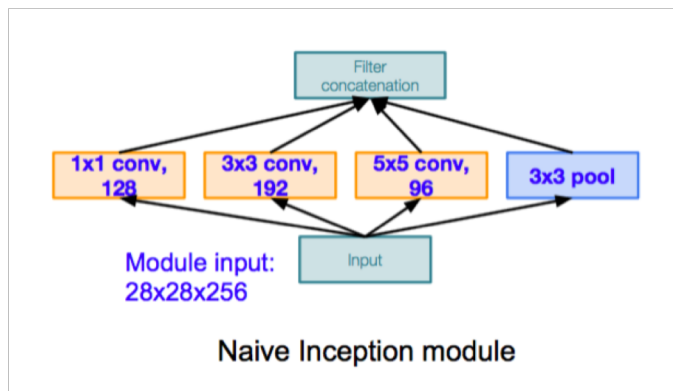 Filter
concatenation
1x1 conv,
128
3x3 conv,
192
5x5 conv,
96
3x3 pool
Input
Module input:
28x28x256
Naive Inception module